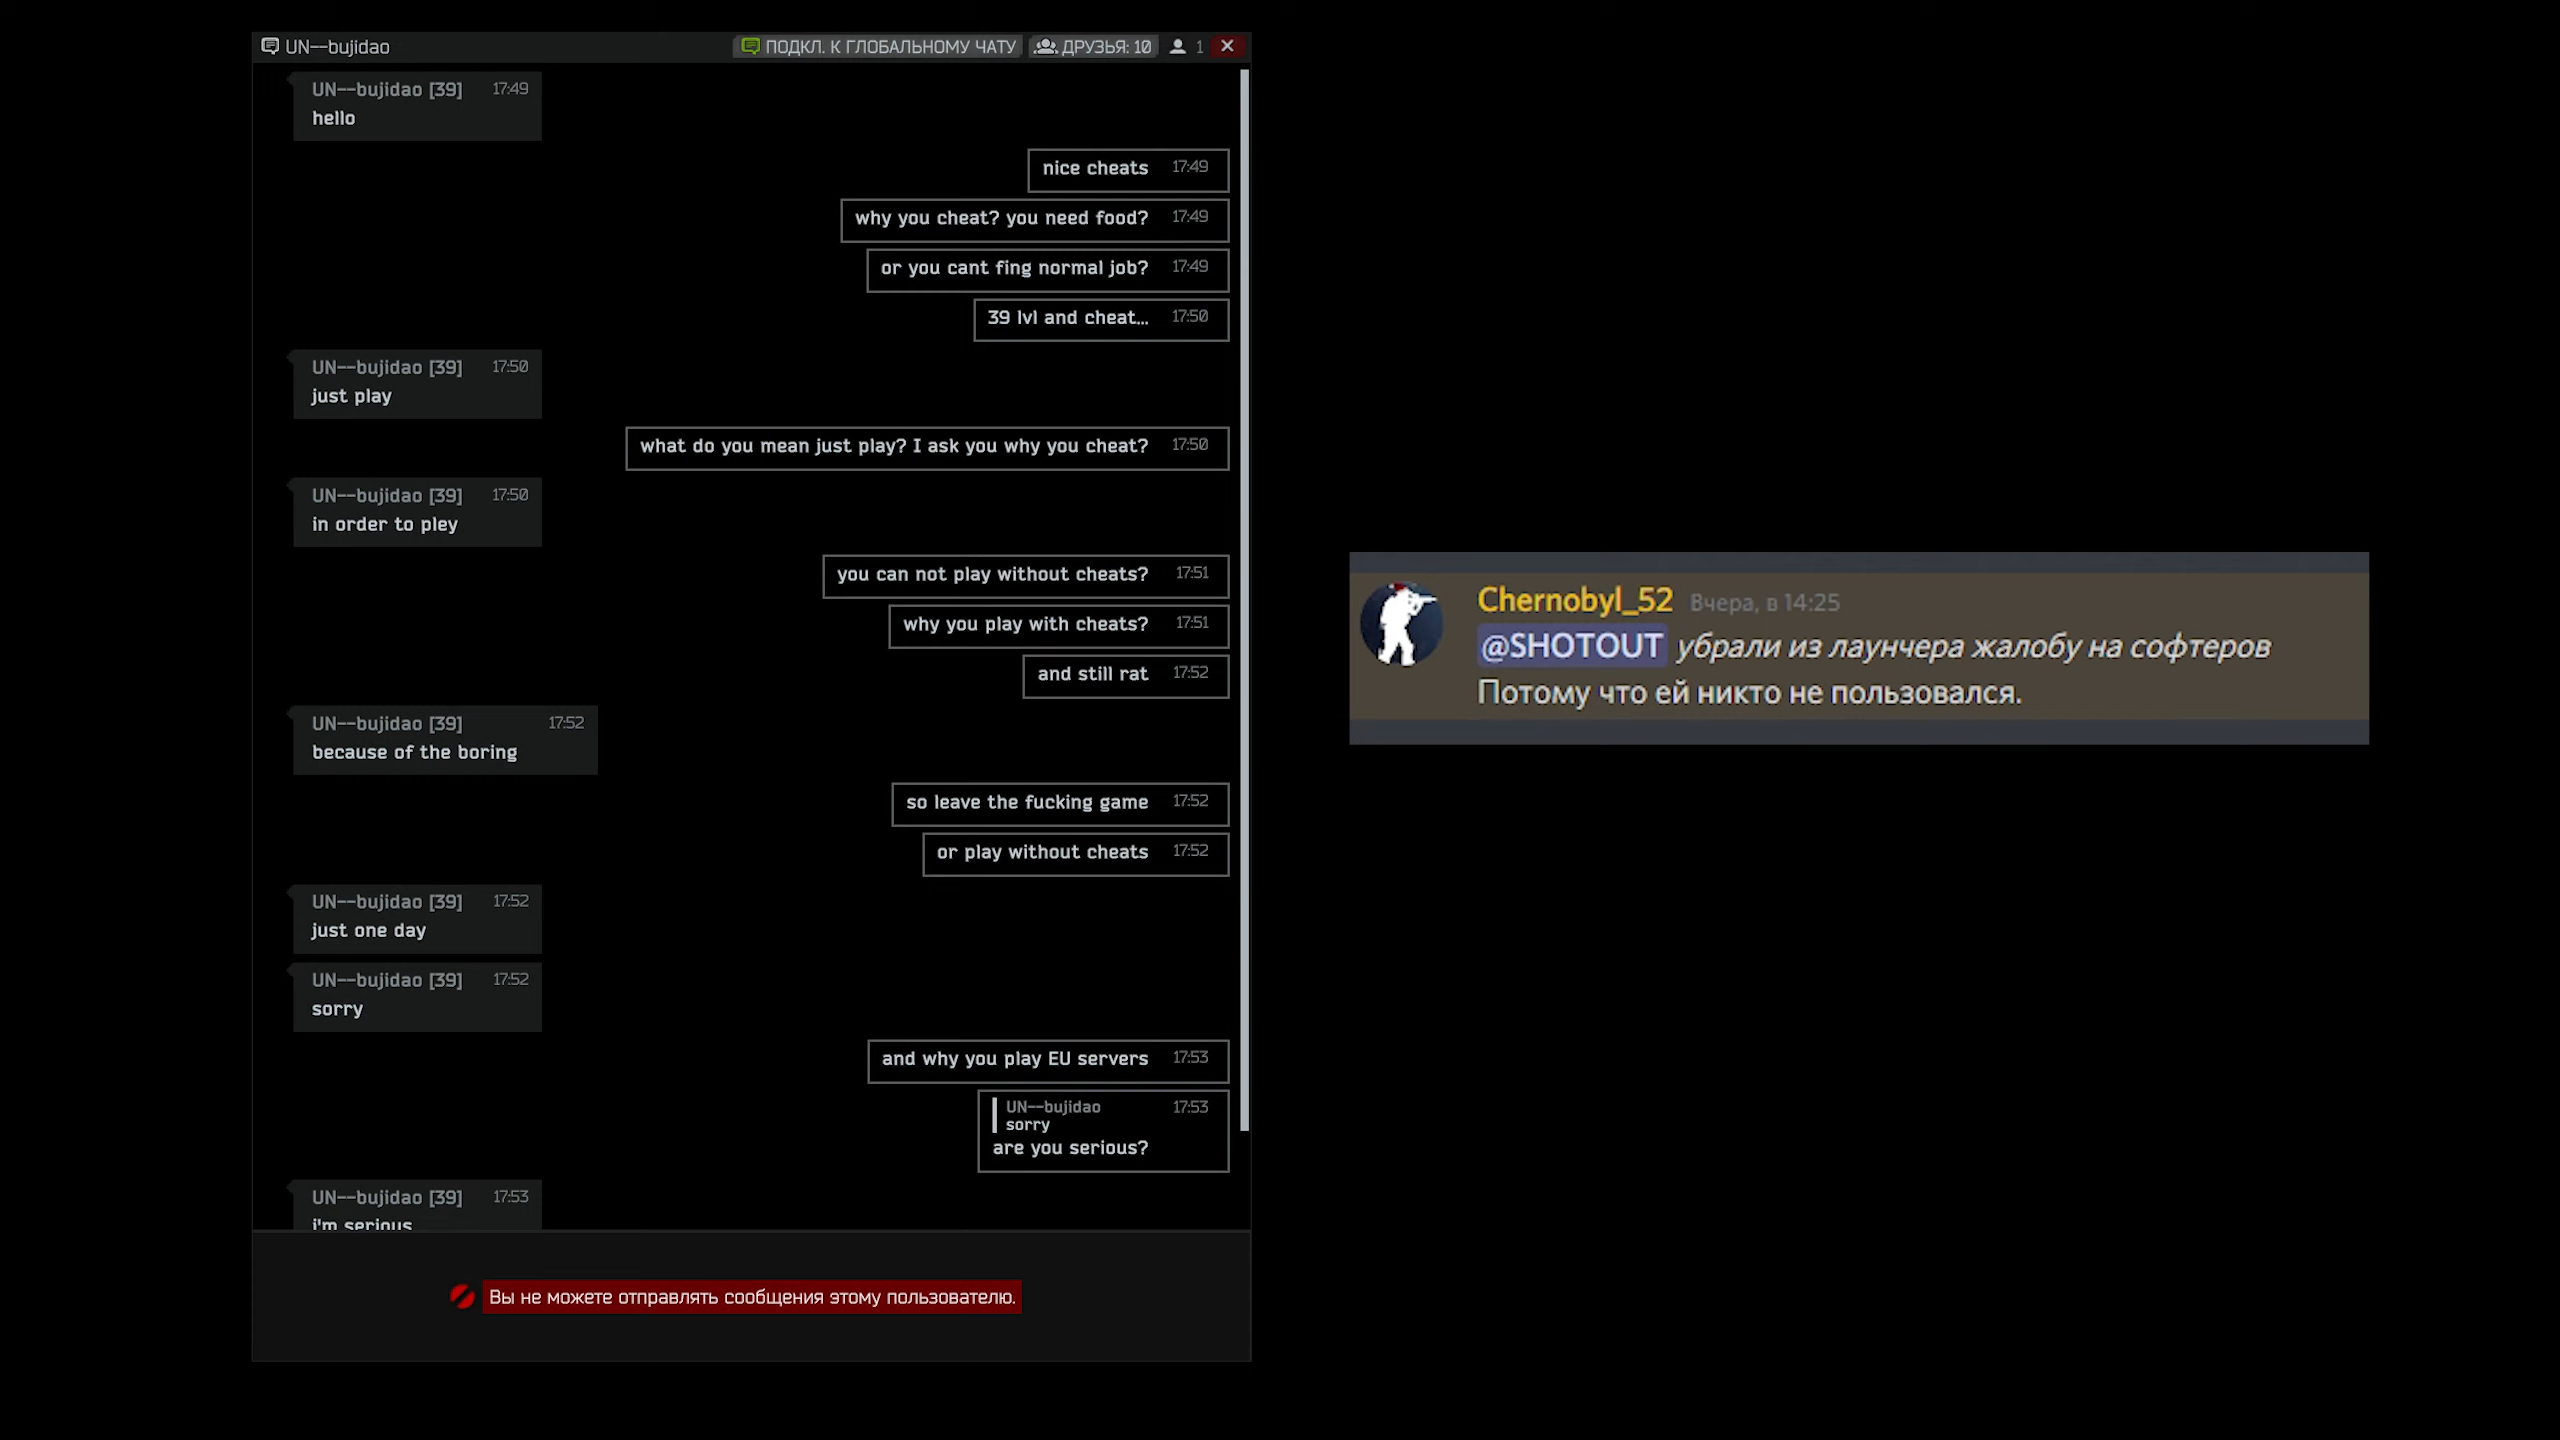 UN--bujidao
ПОДКЛ. К ГЛОБАЛЬНОМУ ЧАТУ
ДРУЗЬЯ: 10
1
UN--bujidao [39] 17:49
hello
nice cheats 17:49
why you cheat? you need food? 17:49
or you cant fing normal job? 17:49
39 lvl and cheat... 17:50
UN--bujidao [39] 17:50
just play
what do you mean just play? I ask you why you cheat? 17:50
UN--bujidao [39] 17:50
in order to pley
you can not play without cheats? 17:51
why you play with cheats? 17:51
and still rat 17:52
UN--bujidao [39] 17:52
because of the boring
so leave the fucking game 17:52
or play without cheats 17:52
UN--bujidao [39] 17:52
just one day
UN--bujidao [39] 17:52
sorry
and why you play EU servers 17:53
UN--bujidao 17:53
sorry
are you serious?
UN--bujidao [39] 17:53
i'm serious
Вы не можете отправлять сообщения этому пользователю.
Chernobyl_52 Вчера, в 14:25
@SHOTOUT убрали из лаунчера жалобу на софтеров
Потому что ей никто не пользовался.